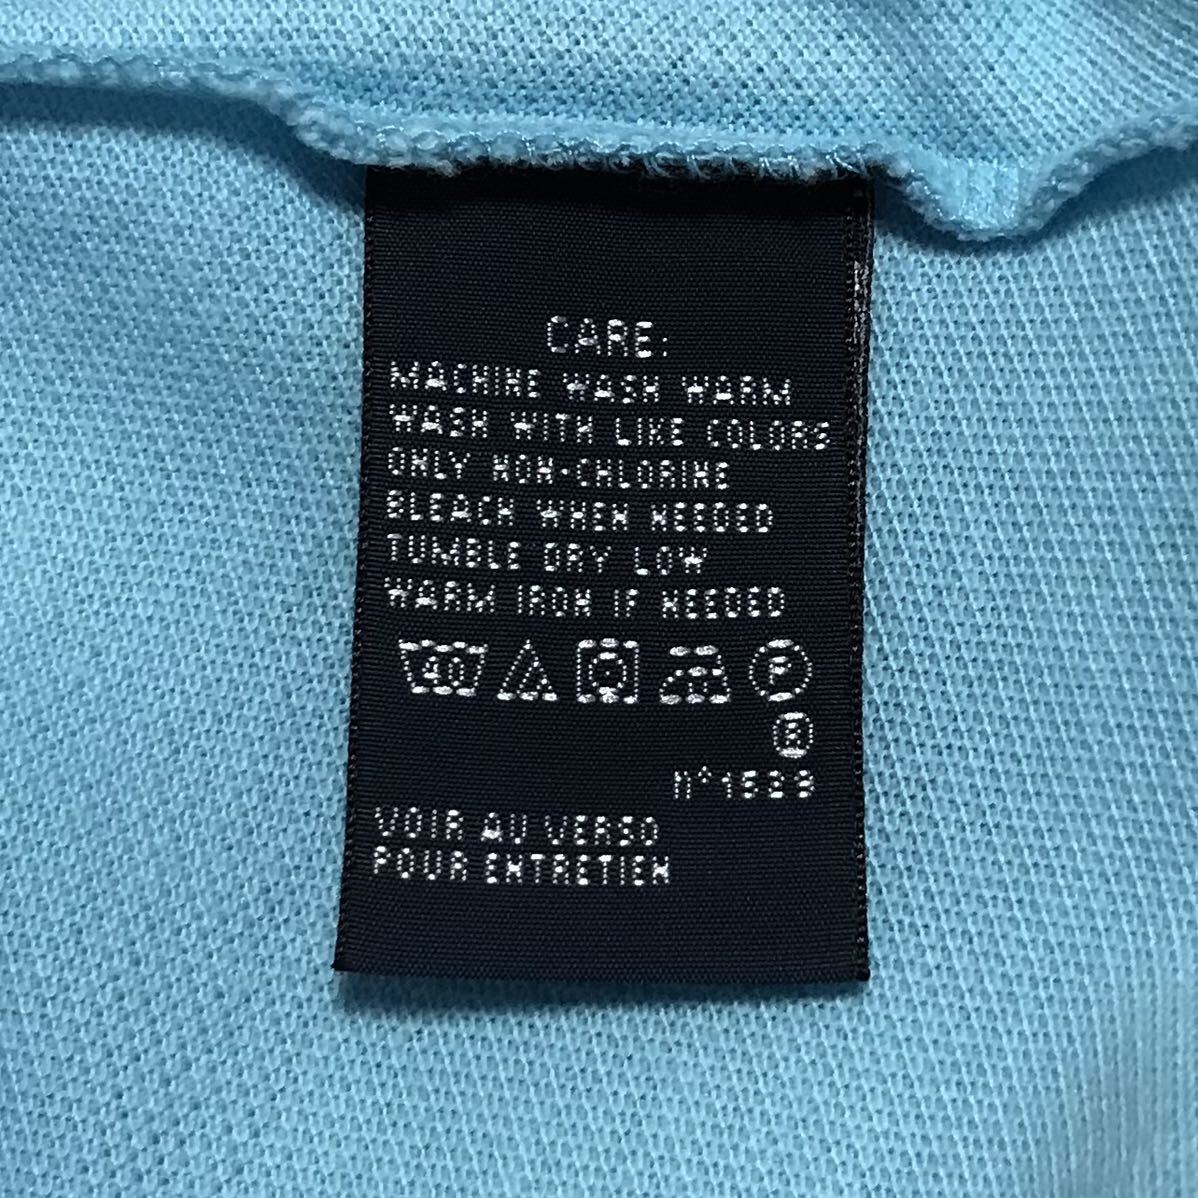 CARE:
MACHINE WASH WARM
WASH WITH LIKE COLORS
ONLY NON-CHLORINE
BLEACH WHEN NEEDED
TUMBLE DRY LOW
WARM IRON IF NEEDED
40 P
R
n°1529
VOIR AU VERSO
POUR ENTRETIEN